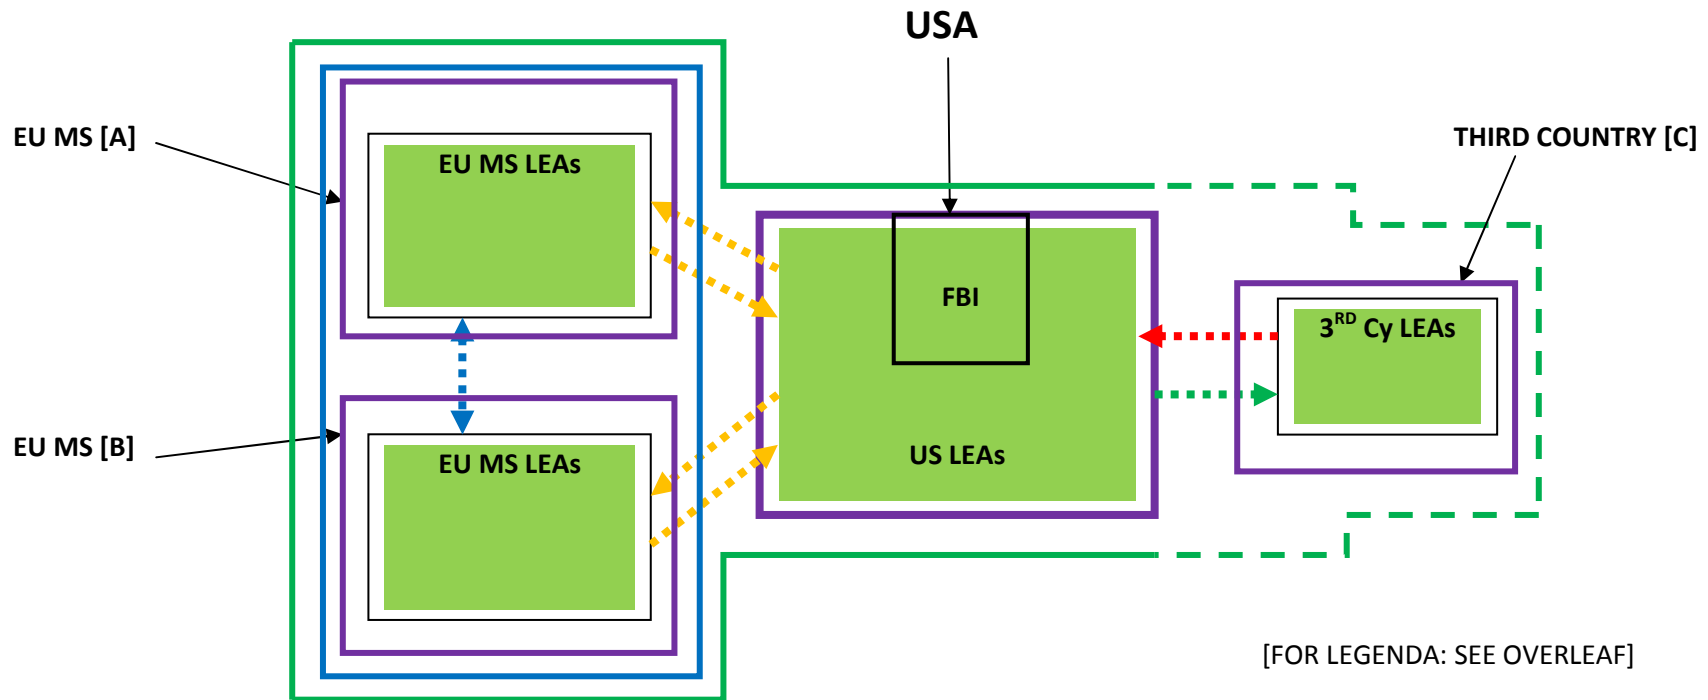 USA
EU MS [A]
THIRD COUNTRY [C]
EU MS LEAs
FBI
3RD Cy LEAs
EU MS [B]
EU MS LEAs
US LEAs
[FOR LEGENDA: SEE OVERLEAF]